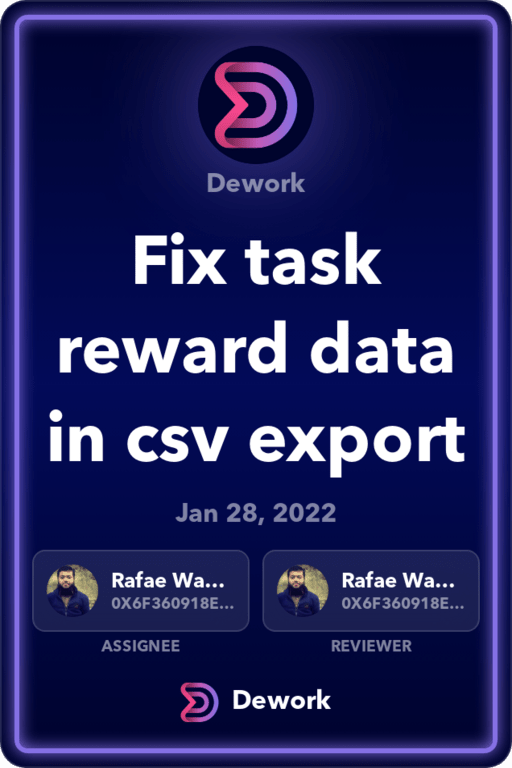 Dework
Fix task
reward data
in csv export
Jan 28, 2022
Rafae Wa...
0X6F360918E...
ASSIGNEE
Rafae Wa...
0X6F360918E...
REVIEWER
Dework